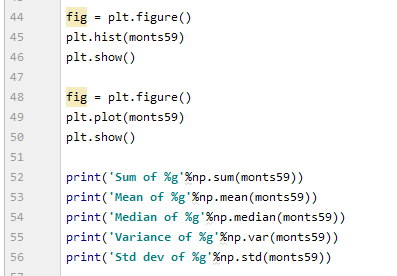 44 fig = plt.figure()
45 plt.hist(monts59)
46 plt.show()
47
48 fig = plt.figure()
49 plt.plot(monts59)
50 plt.show()
51
52 print('Sum of %g'%np.sum(monts59))
53 print('Mean of %g'%np.mean(monts59))
54 print('Median of %g'%np.median(monts59))
55 print('Variance of %g'%np.var(monts59))
56 print('Std dev of %g'%np.std(monts59))